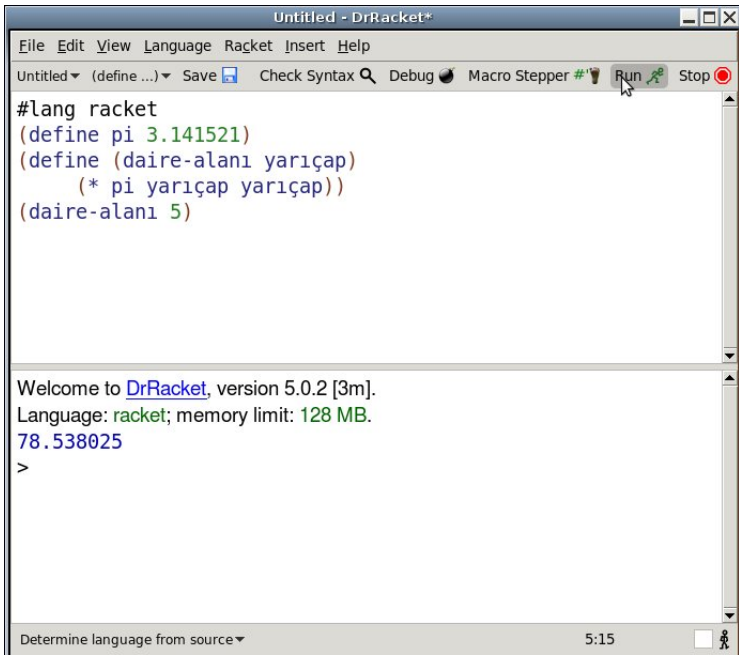 Untitled - DrRacket*
File Edit View Language Racket Insert Help
Untitled (define ...) Save Check Syntax Debug Macro Stepper #' Run Stop
#lang racket
(define pi 3.141521)
(define (daire-alanı yarıçap)
(* pi yarıçap yarıçap))
(daire-alanı 5)
Welcome to DrRacket, version 5.0.2 [3m].
Language: racket; memory limit: 128 MB.
78.538025
>
Determine language from source 5:15